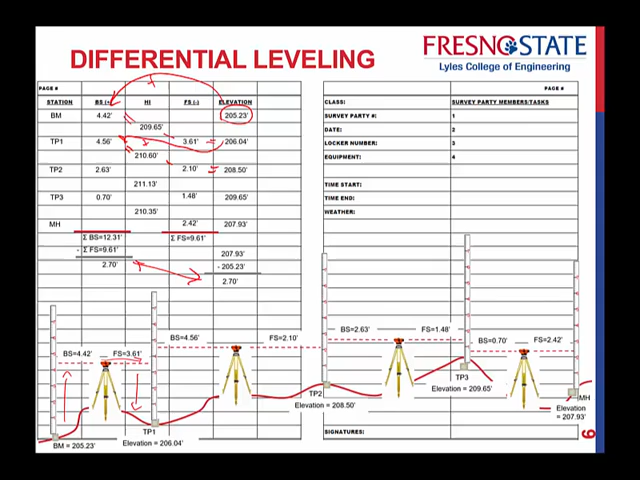 DIFFERENTIAL LEVELING
FRESNO STATE
Lyles College of Engineering
PAGE #
STATION BS (+) HI FS (-) ELEVATION
BM 4.42' 205.23'
209.65'
TP1 4.56' 3.61' 206.04'
210.60'
TP2 2.63' 2.10' 208.50'
211.13'
TP3 0.70' 1.48' 209.65'
210.35'
MH 2.42' 207.93'
Σ BS=12.31' Σ FS=9.61'
- Σ FS=9.61' 207.93'
2.70' - 205.23'
2.70'
PAGE #
CLASS: SURVEY PARTY MEMBERS/TASKS
SURVEY PARTY #: 1
DATE: 2
LOCKER NUMBER: 3
EQUIPMENT: 4
TIME START:
TIME END:
WEATHER:
BS=4.42' FS=3.61'
BS=4.56' FS=2.10'
BS=2.63' FS=1.48'
BS=0.70' FS=2.42'
BM = 205.23'
TP1
Elevation = 206.04'
TP2
Elevation = 208.50'
TP3
Elevation = 209.65'
MH
Elevation
= 207.93'
SIGNATURES:
9